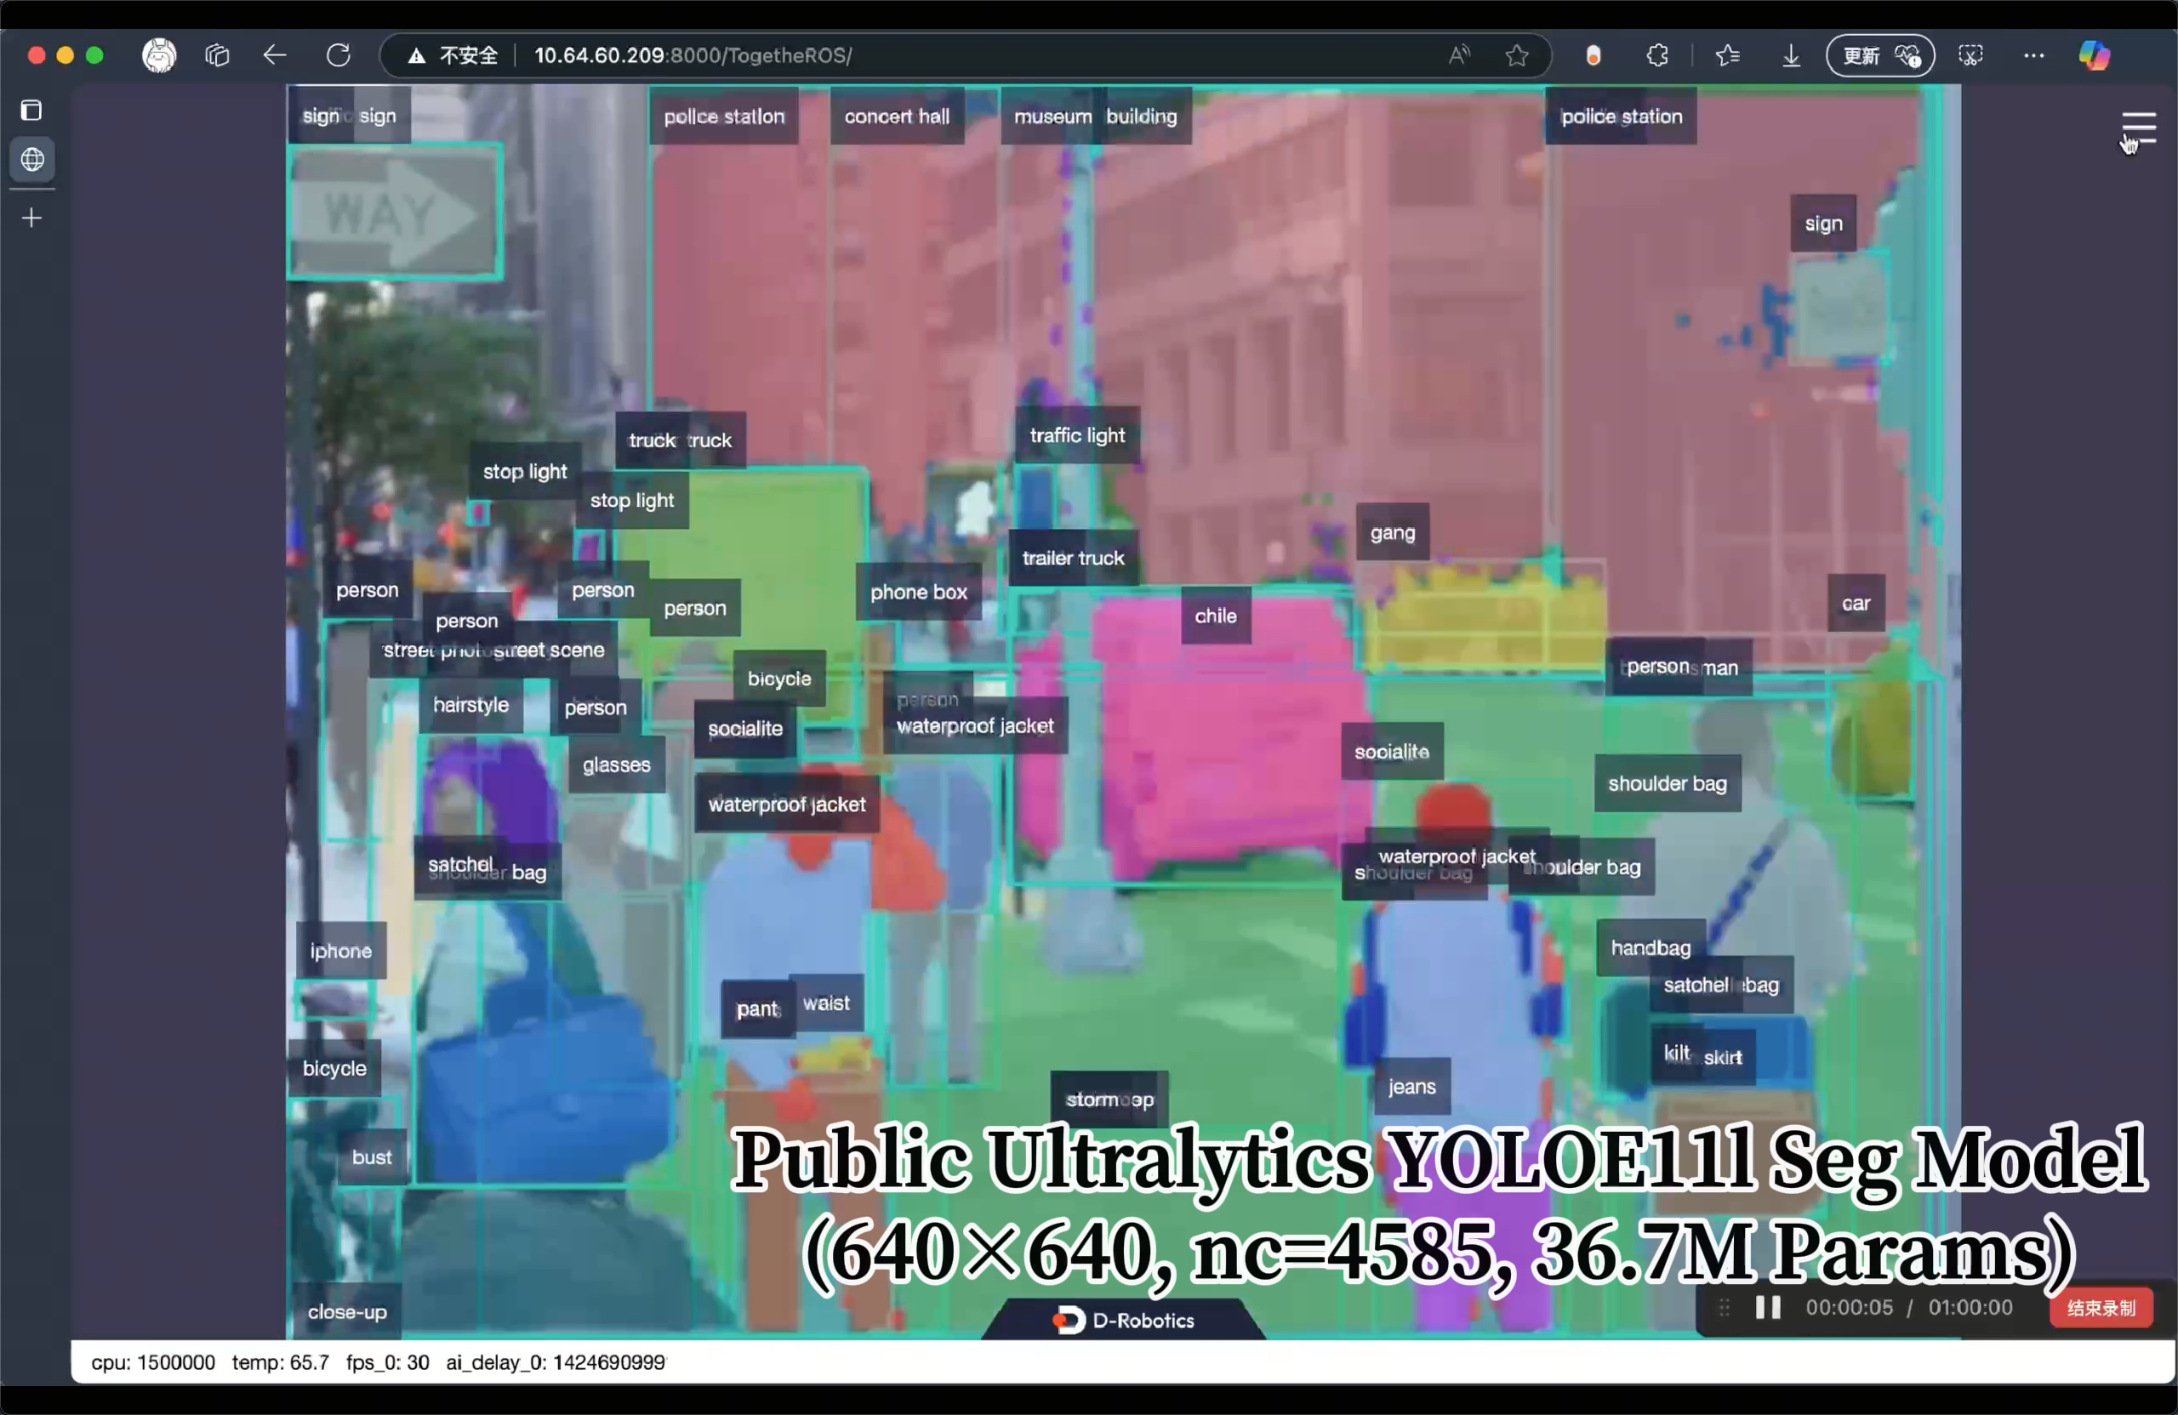 不安全 10.64.60.209:8000/TogetheROS/
更新
sign sign
police station
concert hall
museum building
police station
WAY
sign
truck truck
traffic light
stop light
stop light
gang
trailer truck
person
person
person
phone box
chile
car
person
street scene
person man
bicycle
hairstyle
person
person
socialite
waterproof jacket
socialite
glasses
shoulder bag
waterproof jacket
satchel
shoulder bag
waterproof jacket
shoulder bag
shoulder bag
iphone
handbag
satchel bag
pant
waist
kilt skirt
bicycle
jeans
storm
bust
Public Ultralytics YOLOE11l Seg Model
(640×640, nc=4585, 36.7M Params)
close-up
D-Robotics
00:00:05 / 01:00:00
结束录制
cpu: 1500000 temp: 65.7 fps_0: 30 ai_delay_0: 1424690999